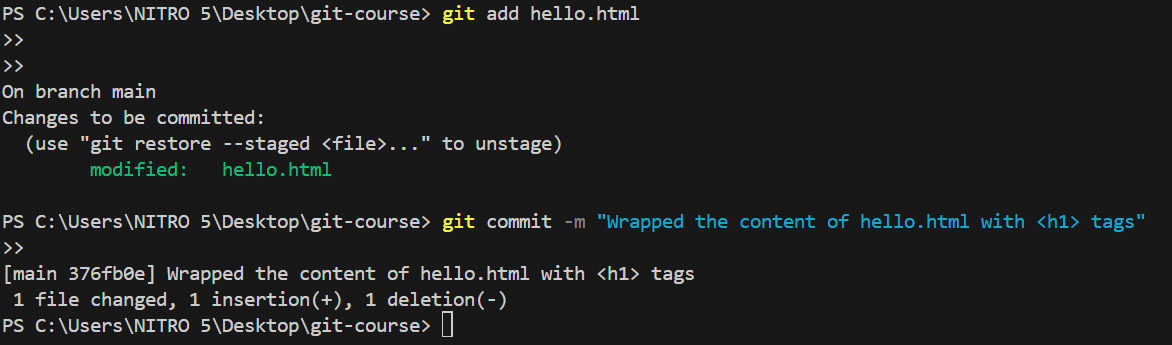 PS C:\Users\NITRO 5\Desktop\git-course> git add hello.html
>>
>>
On branch main
Changes to be committed:
  (use "git restore --staged <file>..." to unstage)
        modified:   hello.html
PS C:\Users\NITRO 5\Desktop\git-course> git commit -m "Wrapped the content of hello.html with <h1> tags"
>>
[main 376fb0e] Wrapped the content of hello.html with <h1> tags
 1 file changed, 1 insertion(+), 1 deletion(-)
PS C:\Users\NITRO 5\Desktop\git-course>